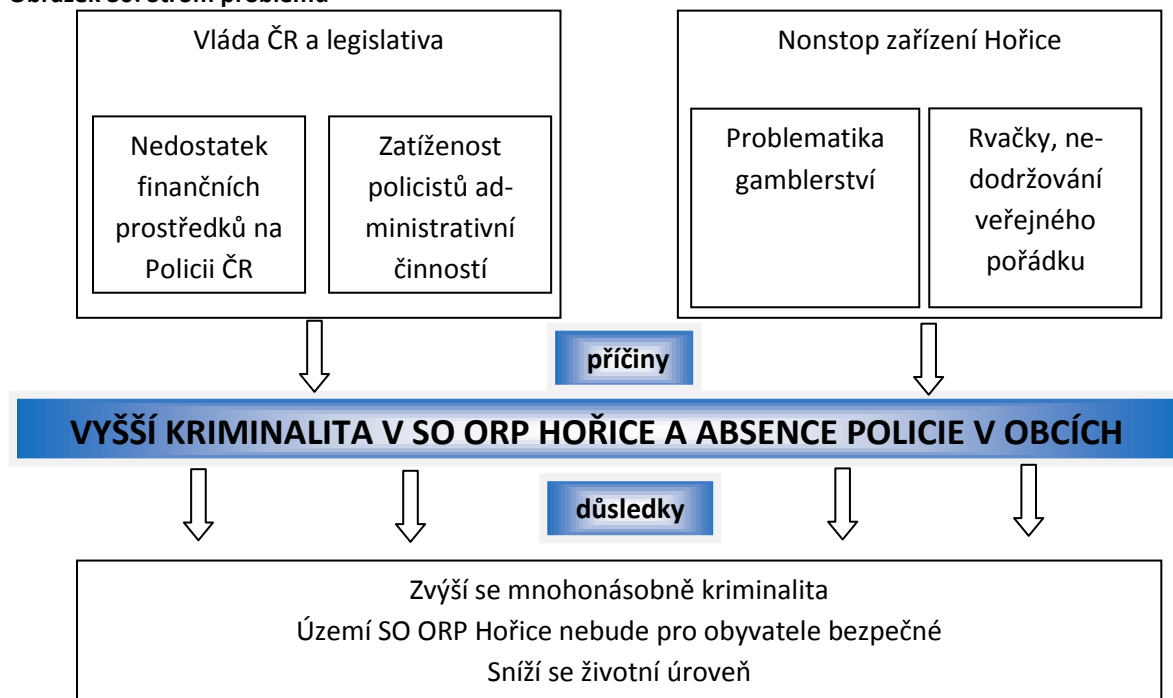 Vláda ČR a legislativa
Nedostatek
finančních
prostředků na
Policii ČR
Zatíženost
policistů ad-
ministrativní
činností
Nonstop zařízení Hořice
Problematika
gamblerství
Rvačky, ne-
dodržování
veřejného
pořádku
příčiny
VYŠŠÍ KRIMINALITA V SO ORP HOŘICE A ABSENCE POLICIE V OBCÍCH
důsledky
Zvýší se mnohonásobně kriminalita
Území SO ORP Hořice nebude pro obyvatele bezpečné
Sníží se životní úroveň